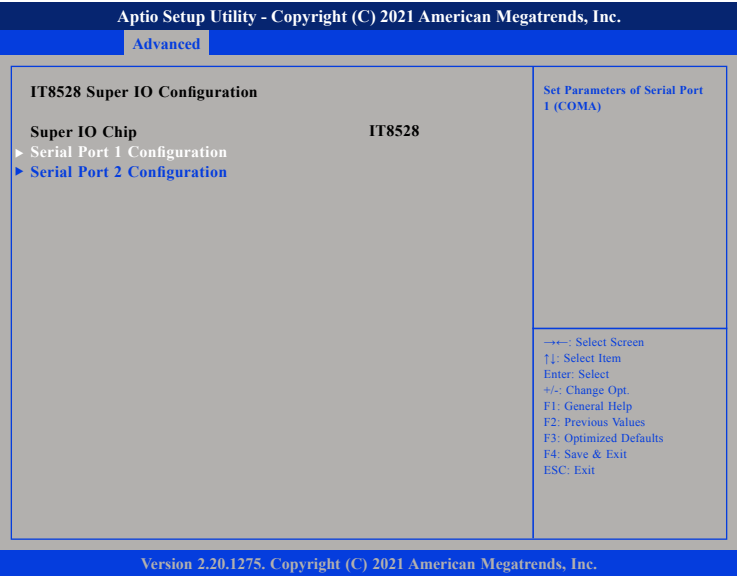 Aptio Setup Utility - Copyright (C) 2021 American Megatrends, Inc.
Advanced
IT8528 Super IO Configuration
Super IO Chip IT8528
► Serial Port 1 Configuration
► Serial Port 2 Configuration
Set Parameters of Serial Port
1 (COMA)
→←: Select Screen
↑↓: Select Item
Enter: Select
+/-: Change Opt.
F1: General Help
F2: Previous Values
F3: Optimized Defaults
F4: Save & Exit
ESC: Exit
Version 2.20.1275. Copyright (C) 2021 American Megatrends, Inc.